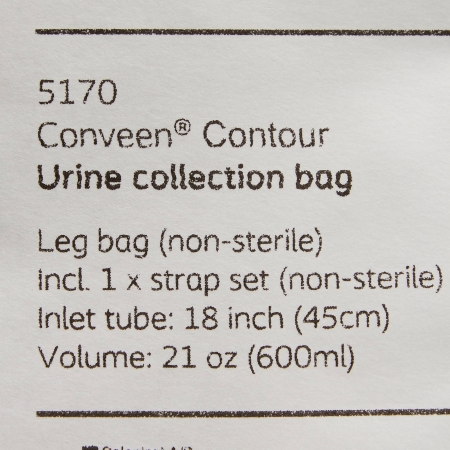 5170
Conveen® Contour
Urine collection bag
Leg bag (non-sterile)
Incl. 1 x strap set (non-sterile)
Inlet tube: 18 inch (45cm)
Volume: 21 oz (600ml)